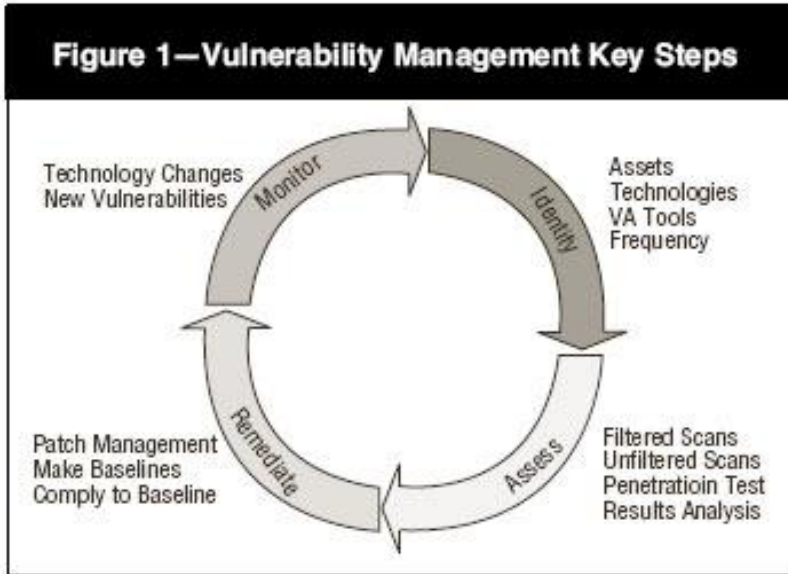 Figure 1—Vulnerability Management Key Steps
Technology Changes
New Vulnerabilities
Monitor
Identity
Assets
Technologies
VA Tools
Frequency
Patch Management
Make Baselines
Comply to Baseline
Remediate
Assess
Filtered Scans
Unfiltered Scans
Penetratioin Test
Results Analysis